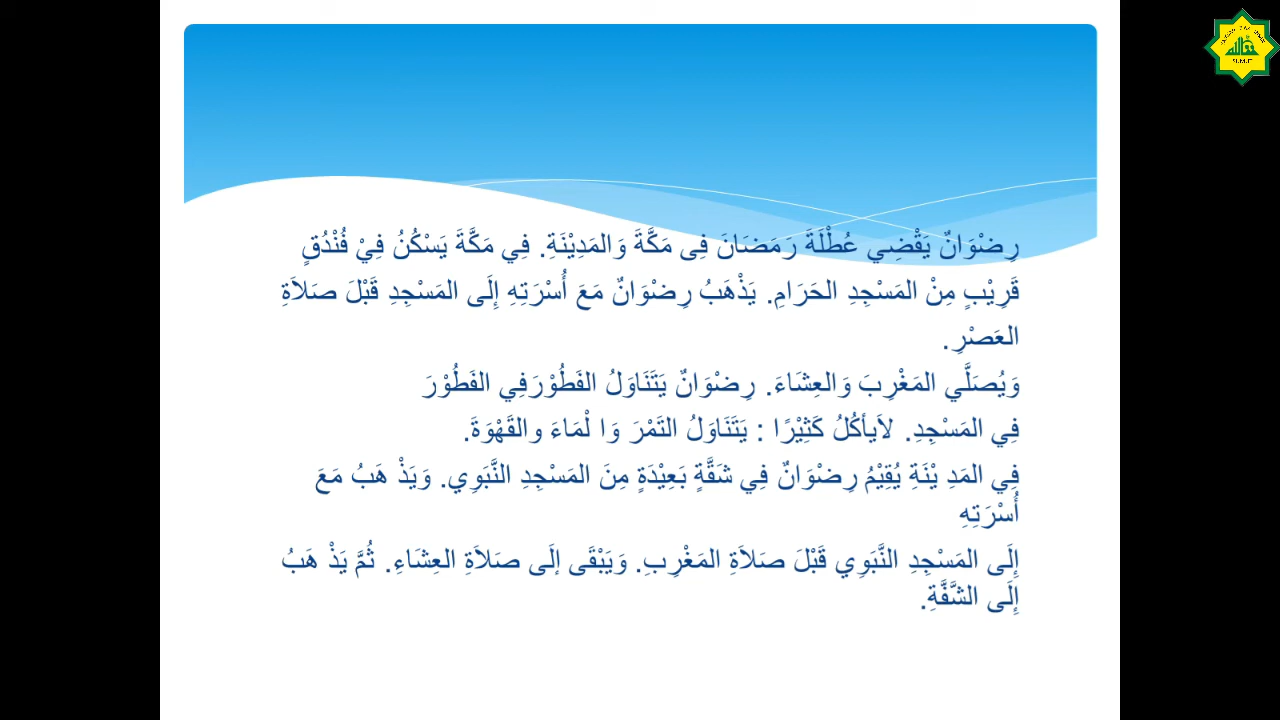 رِضْوَانٌ يَقْضِي عُطْلَةَ رَمَضَانَ فِى مَكَّةَ وَالمَدِيْنَةِ. فِي مَكَّةَ يَسْكُنُ فِيْ فُنْدُقٍ
قَرِيْبٍ مِنْ المَسْجِدِ الحَرَامِ. يَذْهَبُ رِضْوَانٌ مَعَ أُسْرَتِهِ إِلَى المَسْجِدِ قَبْلَ صَلاَةِ
العَصْرِ.
وَيُصَلَّي المَغْرِبَ وَالعِشَاءَ. رِضْوَانٌ يَتَنَاوَلُ الفَطُوْرَفِي الفَطُوْرَ
فِي المَسْجِدِ. لاَيأكُلُ كَثِيْرًا : يَتَنَاوَلُ التَمْرَ وَا لْمَاءَ والقَهْوَةَ.
فِي المَدِ يْنَةِ يُقِيْمُ رِضْوَانٌ فِي شَقَّةٍ بَعِيْدَةٍ مِنَ المَسْجِدِ النَّبَوِي. وَيَذْ هَبُ مَعَ
أُسْرَتِهِ
إِلَى المَسْجِدِ النَّبَوِي قَبْلَ صَلاَةِ المَغْرِبِ. وَيَبْقَى إلَى صَلاَةِ العِشَاءِ. ثُمَّ يَذْ هَبُ
إِلَى الشَّفَّةِ.